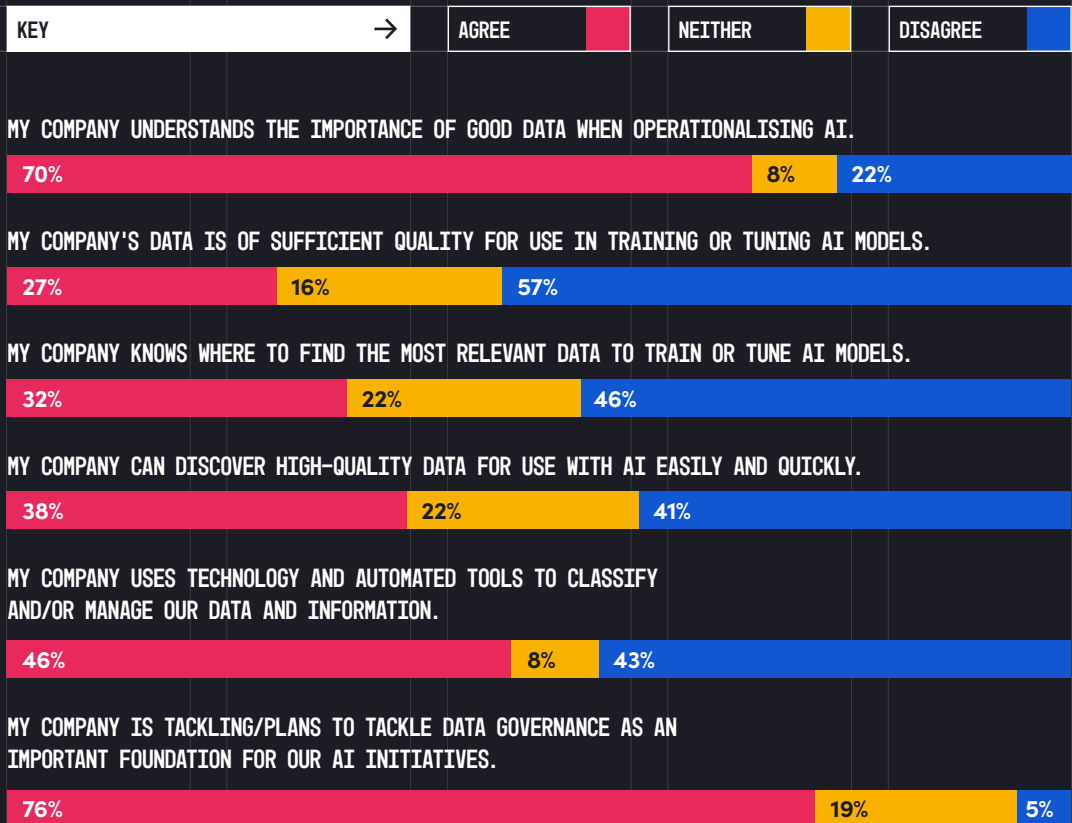 KEY → AGREE NEITHER DISAGREE
MY COMPANY UNDERSTANDS THE IMPORTANCE OF GOOD DATA WHEN OPERATIONALISING AI.
70% 8% 22%
MY COMPANY'S DATA IS OF SUFFICIENT QUALITY FOR USE IN TRAINING OR TUNING AI MODELS.
27% 16% 57%
MY COMPANY KNOWS WHERE TO FIND THE MOST RELEVANT DATA TO TRAIN OR TUNE AI MODELS.
32% 22% 46%
MY COMPANY CAN DISCOVER HIGH-QUALITY DATA FOR USE WITH AI EASILY AND QUICKLY.
38% 22% 41%
MY COMPANY USES TECHNOLOGY AND AUTOMATED TOOLS TO CLASSIFY
AND/OR MANAGE OUR DATA AND INFORMATION.
46% 8% 43%
MY COMPANY IS TACKLING/PLANS TO TACKLE DATA GOVERNANCE AS AN
IMPORTANT FOUNDATION FOR OUR AI INITIATIVES.
76% 19% 5%